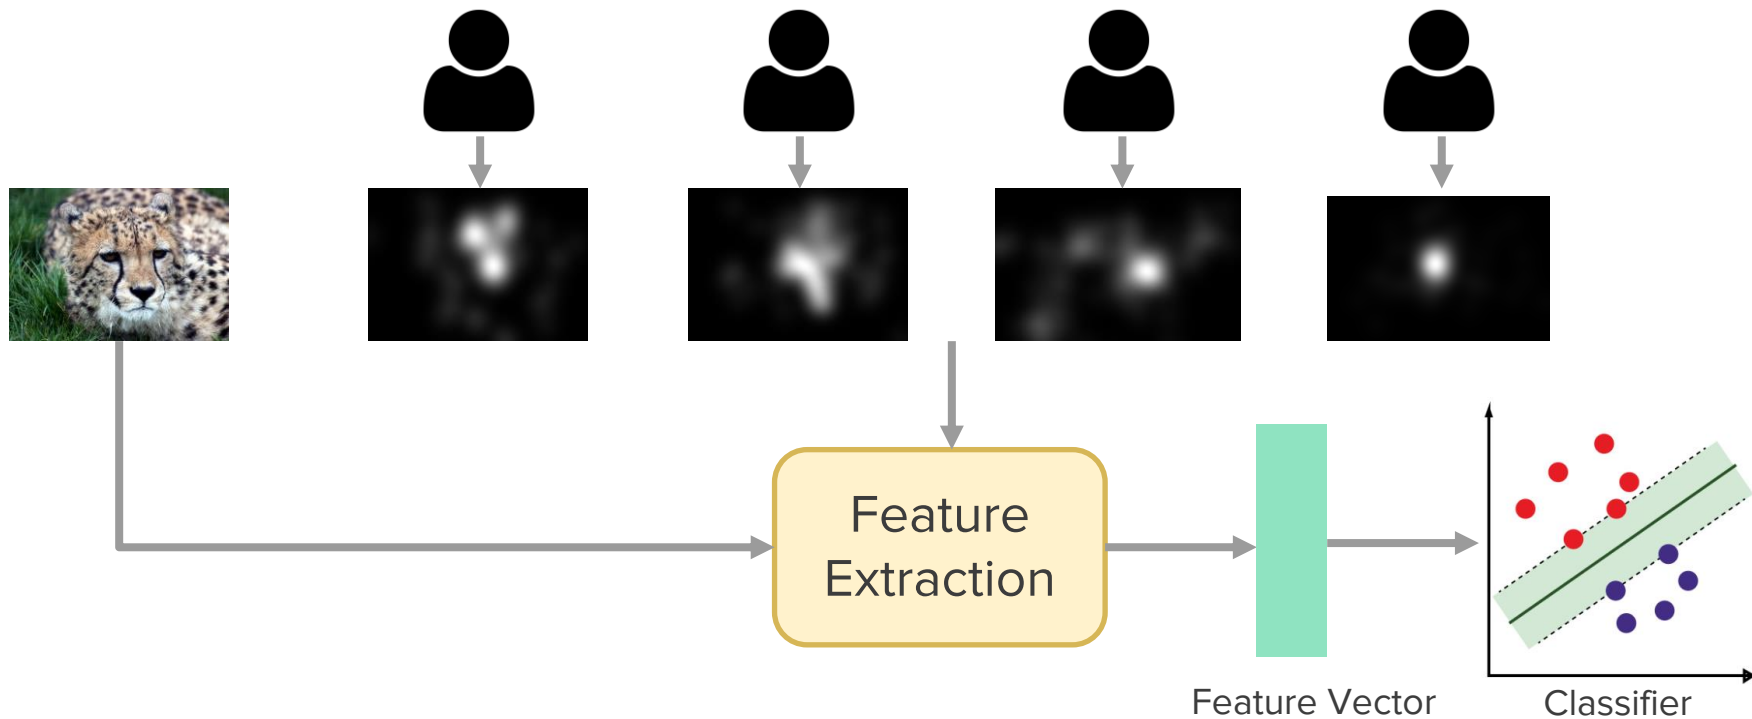 Feature
Extraction
Feature Vector
Classifier